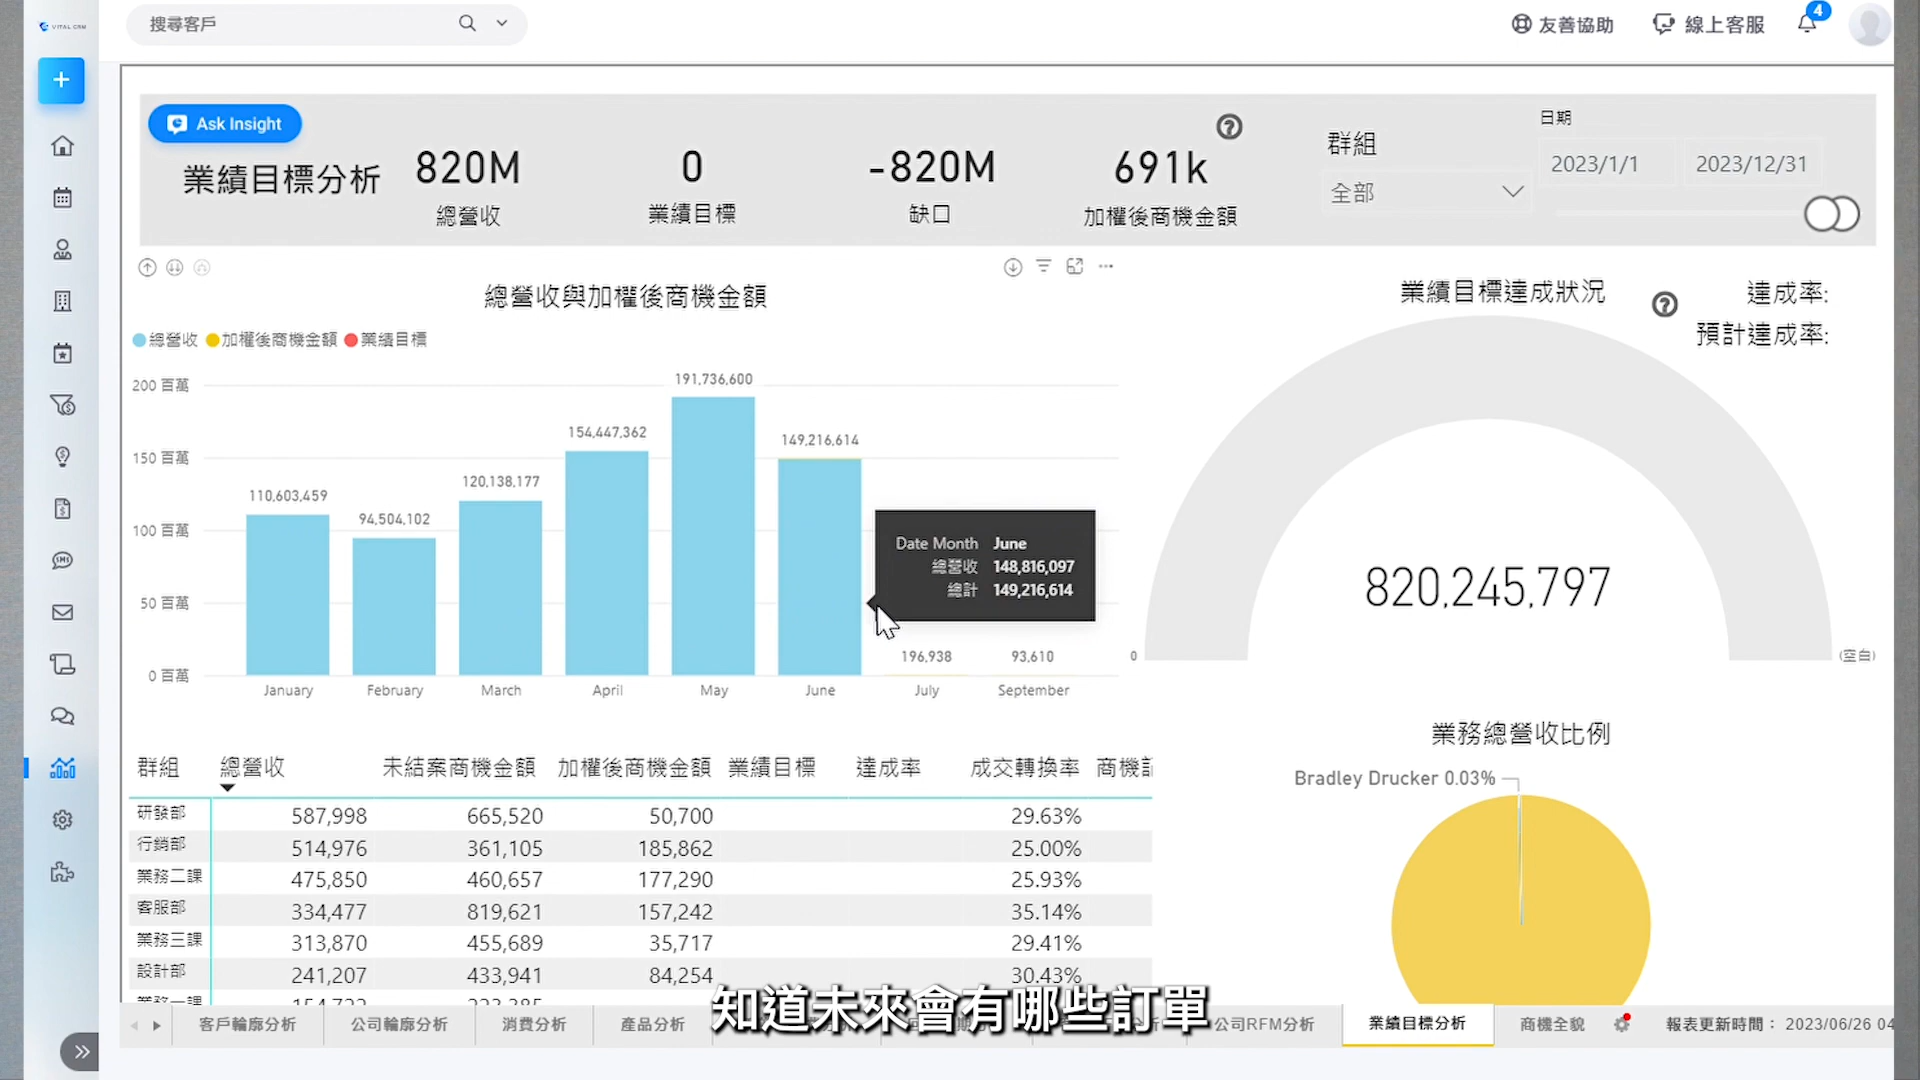 VITAL CRM
搜尋客戶
友善協助
線上客服
4
Ask Insight
業績目標分析
820M
總營收
0
業績目標
-820M
缺口
691k
加權後商機金額
群組
全部
日期
2023/1/1
2023/12/31
總營收與加權後商機金額
總營收 加權後商機金額 業績目標
200 百萬
150 百萬
100 百萬
50 百萬
0 百萬
110,603,459
94,504,102
120,138,177
154,447,362
191,736,600
149,216,614
196,938
93,610
January February March April May June July September
Date Month June
總營收 148,816,097
總計 149,216,614
業績目標達成狀況
達成率:
預計達成率:
820,245,797
0
(空白)
業務總營收比例
Bradley Drucker 0.03%
群組 總營收 未結案商機金額 加權後商機金額 業績目標 達成率 成交轉換率 商機
研發部 587,998 665,520 50,700 29.63%
行銷部 514,976 361,105 185,862 25.00%
業務二課 475,850 460,657 177,290 25.93%
客服部 334,477 819,621 157,242 35.14%
業務三課 313,870 455,689 35,717 29.41%
設計部 241,207 433,941 84,254 30.43%
業務一課
知道未來會有哪些訂單
客戶輪廓分析 公司輪廓分析 消費分析 產品分析 公司RFM分析 業績目標分析 商機全貌
報表更新時間： 2023/06/26 04
SMS